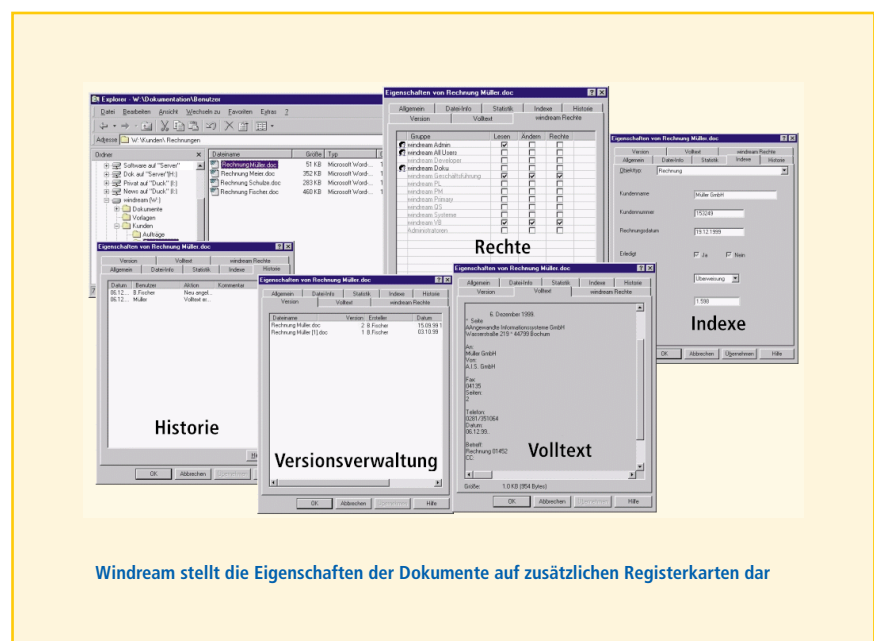 Explorer - W:\Dokumentation\Benutzer
Datei Bearbeiten Ansicht Wechseln zu Favoriten Extras ?
Adresse W:\Kunden\Rechnungen
Ordner
Software auf "Server"
Dok auf "Server"(H:)
Privat auf "Duck" (I:)
News auf "Duck" (I:)
windream (W:)
Dokumente
Vorlagen
Kunden
Aufträge
Dateiname Größe Typ
Rechnung Müller.doc 51 KB Microsoft Word...
Rechnung Meier.doc 352 KB Microsoft Word...
Rechnung Schulze.doc 283 KB Microsoft Word...
Rechnung Fischer.doc 460 KB Microsoft Word...
Eigenschaften von Rechnung Müller.doc
Allgemein Datei-Info Statistik Indexe Historie
Version Volltext windream Rechte
Gruppe Lesen Ändern Rechte
windream Admin
windream All Users
windream Developer
windream Doku
windream Geschäftsführung
windream PL
windream PM
windream Primasy
windream QS
windream Systeme
windream VB
Administratoren
Rechte
Eigenschaften von Rechnung Müller.doc
Version Volltext windream Rechte
Allgemein Datei-Info Statistik Indexe Historie
Objekttyp: Rechnung
Kundenname Müller GmbH
Kundennummer 153249
Rechnungsdatum 19.12.1999
Erledigt Ja Nein
Überweisung
1.598
Indexe
OK Abbrechen Übernehmen Hilfe
Eigenschaften von Rechnung Müller.doc
Version Volltext windream Rechte
Allgemein Datei-Info Statistik Indexe Historie
Datum Benutzer Aktion Kommentar
06.12... B.Fischer Neu angel...
06.12... Müller Volltext er...
Historie
OK Abbrechen Übernehmen
Eigenschaften von Rechnung Müller.doc
Allgemein Datei-Info Statistik Indexe Historie
Version Volltext windream Rechte
Dateiname Version Ersteller Datum
Rechnung Müller.doc 2 B.Fischer 15.09.99 1
Rechnung Müller [1].doc 1 B.Fischer 03.10.99
Versionsverwaltung
OK Abbrechen Übernehmen Hilfe
Eigenschaften von Rechnung Müller.doc
Allgemein Datei-Info Statistik Indexe Historie
Version Volltext windream Rechte
6. Dezember 1999.
* Seite
AAngewandte Informationssysteme GmbH
Wasserstraße 219 * 44799 Bochum
An:
Müller GmbH
Von:
A.I.S. GmbH
Fax:
04135
Seiten:
2
Telefon:
0281/351064
Datum:
06.12.99.
Betreff:
Rechnung 01452
CC:
Volltext
Größe: 1.0 KB (954 Bytes)
OK Abbrechen Übernehmen Hilfe
Windream stellt die Eigenschaften der Dokumente auf zusätzlichen Registerkarten dar